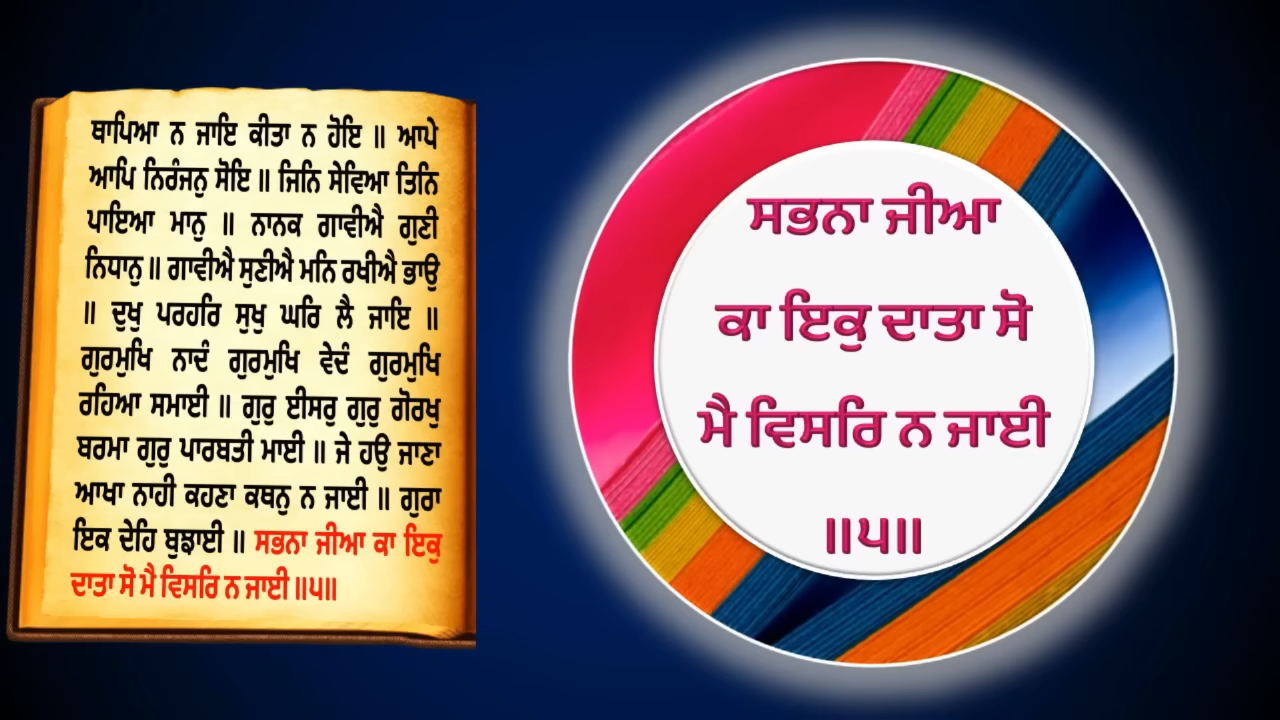 ਥਾਪਿਆ ਨ ਜਾਇ ਕੀਤਾ ਨ ਹੋਇ ॥ ਆਪੇ
ਆਪਿ ਨਿਰੰਜਨੁ ਸੋਇ ॥ ਜਿਨਿ ਸੇਵਿਆ ਤਿਨਿ
ਪਾਇਆ ਮਾਨੁ ॥ ਨਾਨਕ ਗਾਵੀਐ ਗੁਣੀ
ਨਿਧਾਨੁ ॥ ਗਾਵੀਐ ਸੁਣੀਐ ਮਨਿ ਰਖੀਐ ਭਾਉ
॥ ਦੁਖੁ ਪਰਹਰਿ ਸੁਖੁ ਘਰਿ ਲੈ ਜਾਇ ॥
ਗੁਰਮੁਖਿ ਨਾਦੰ ਗੁਰਮੁਖਿ ਵੇਦੰ ਗੁਰਮੁਖਿ
ਰਹਿਆ ਸਮਾਈ ॥ ਗੁਰੁ ਈਸਰੁ ਗੁਰੁ ਗੋਰਖੁ
ਬਰਮਾ ਗੁਰੁ ਪਾਰਬਤੀ ਮਾਈ ॥ ਜੇ ਹਉ ਜਾਣਾ
ਆਖਾ ਨਾਹੀ ਕਹਣਾ ਕਥਨੁ ਨ ਜਾਈ ॥ ਗੁਰਾ
ਇਕ ਦੇਹਿ ਬੁਝਾਈ ॥ ਸਭਨਾ ਜੀਆ ਕਾ ਇਕੁ
ਦਾਤਾ ਸੋ ਮੈ ਵਿਸਰਿ ਨ ਜਾਈ ॥੫॥
ਸਭਨਾ ਜੀਆ
ਕਾ ਇਕੁ ਦਾਤਾ ਸੋ
ਮੈ ਵਿਸਰਿ ਨ ਜਾਈ
॥੫॥